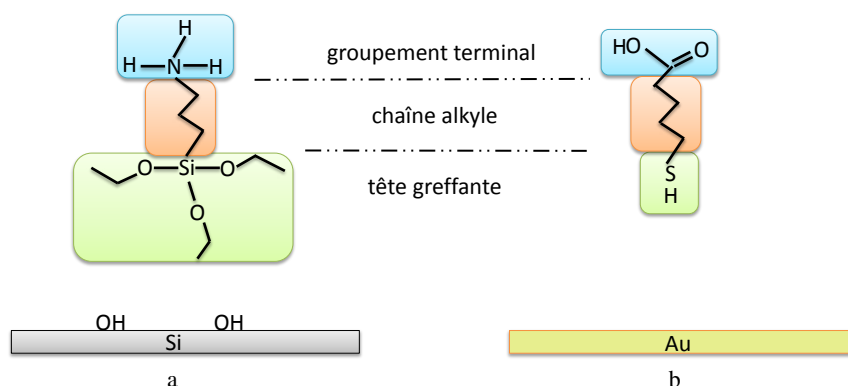 H
H N H
groupement terminal
HO O
chaîne alkyle
O Si O
O
tête greffante
S
H
OH OH
Si
Au
a b